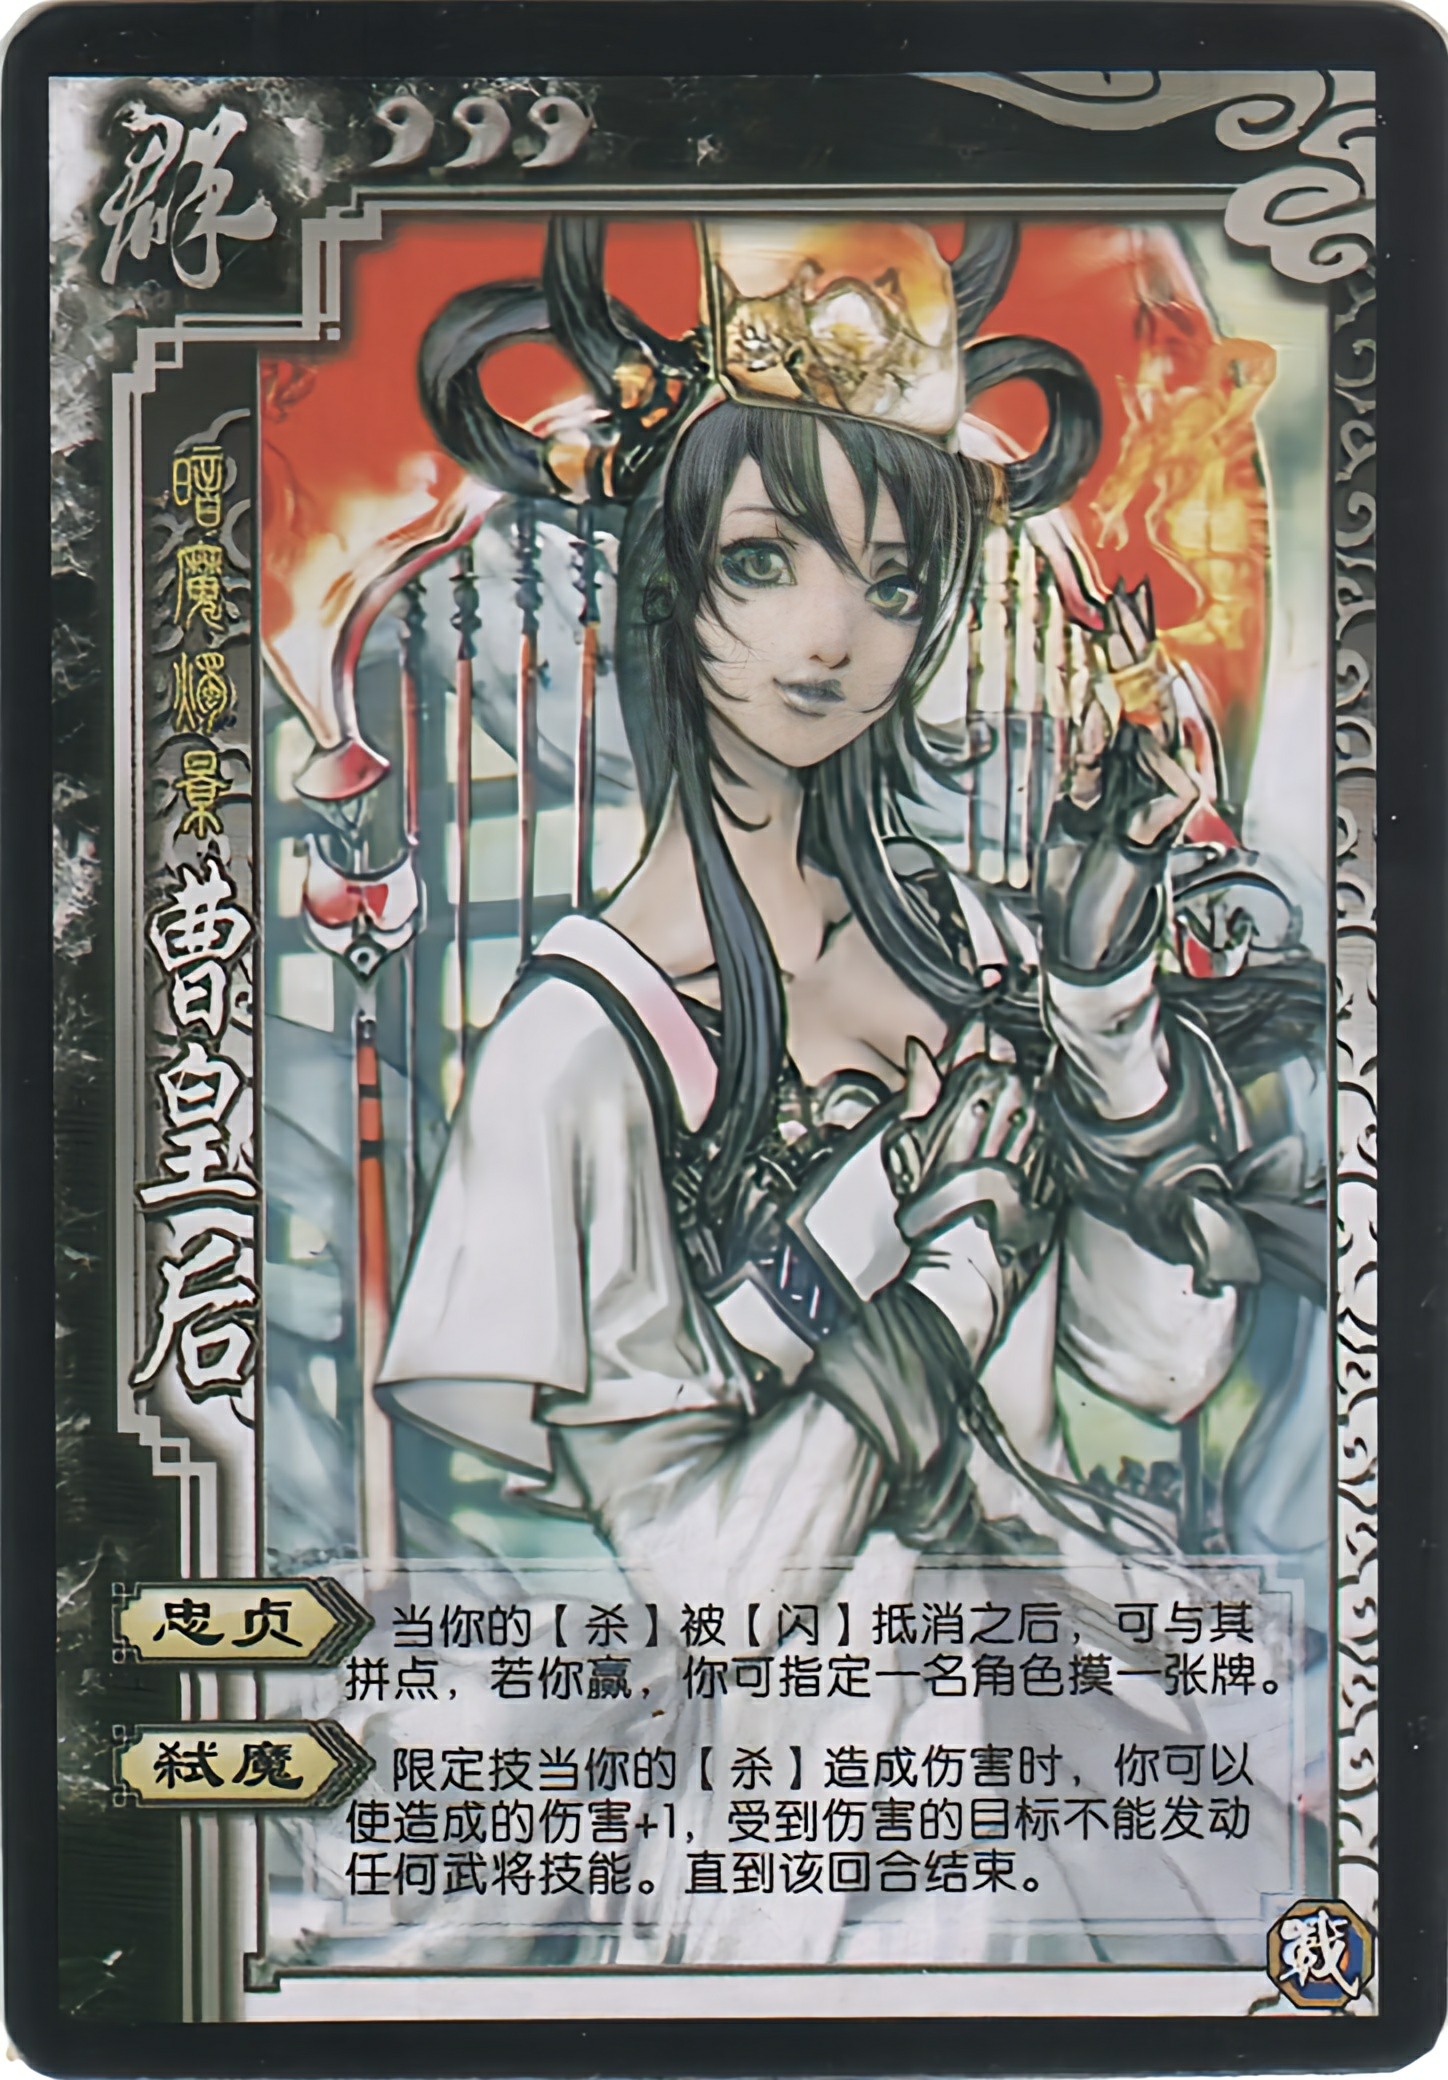 群
暗魔烛景
曹皇后
忠贞
当你的【杀】被【闪】抵消之后，可与其
拼点，若你赢，你可指定一名角色摸一张牌。
弑魔
限定技当你的【杀】造成伤害时，你可以
使造成的伤害+1，受到伤害的目标不能发动
任何武将技能。直到该回合结束。
戟